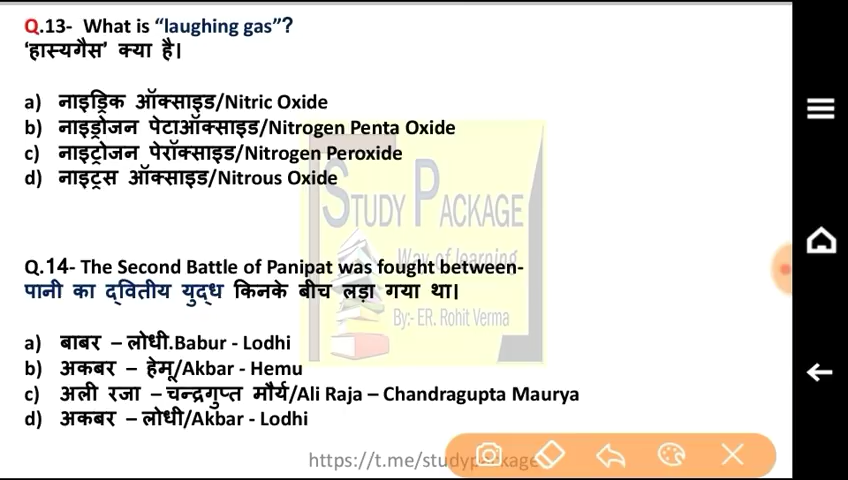 Q.13- What is “laughing gas”?
‘हास्यगैस’ क्या है।
a) नाइड्रिक ऑक्साइड/Nitric Oxide
b) नाइड्रोजन पेटाऑक्साइड/Nitrogen Penta Oxide
c) नाइट्रोजन पेरॉक्साइड/Nitrogen Peroxide
d) नाइट्रस ऑक्साइड/Nitrous Oxide
STUDY PACKAGE
Way of learning
Q.14- The Second Battle of Panipat was fought between-
पानी का द्वितीय युद्ध किनके बीच लड़ा गया था।
By:- ER. Rohit Verma
a) बाबर – लोधी.Babur - Lodhi
b) अकबर – हेमू/Akbar - Hemu
c) अली रजा – चन्द्रगुप्त मौर्य/Ali Raja – Chandragupta Maurya
d) अकबर – लोधी/Akbar - Lodhi
https://t.me/studypackage